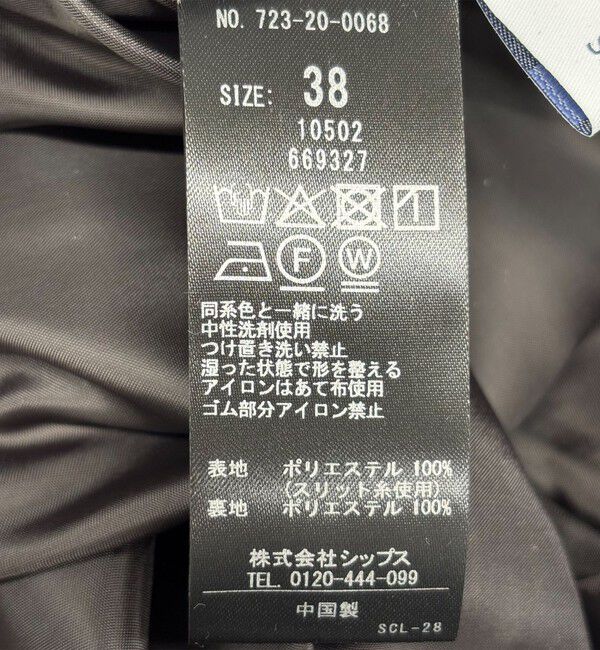 NO. 723-20-0068
SIZE: 38
10502
669327
F W
同系色と一緒に洗う
中性洗剤使用
つけ置き洗い禁止
湿った状態で形を整える
アイロンはあて布使用
ゴム部分アイロン禁止
表地 ポリエステル 100%
(スリット糸使用)
裏地 ポリエステル 100%
株式会社シップス
TEL. 0120-444-099
中国製
SCL-28